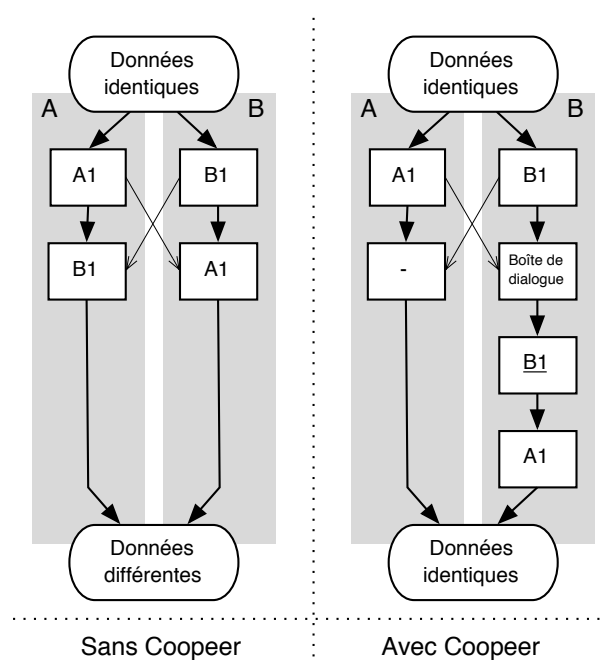 Données
identiques
A
B
A1
B1
B1
A1
Données
différentes
Sans Coopeer
Données
identiques
A
B
A1
B1
-
Boîte de
dialogue
B1
A1
Données
identiques
Avec Coopeer